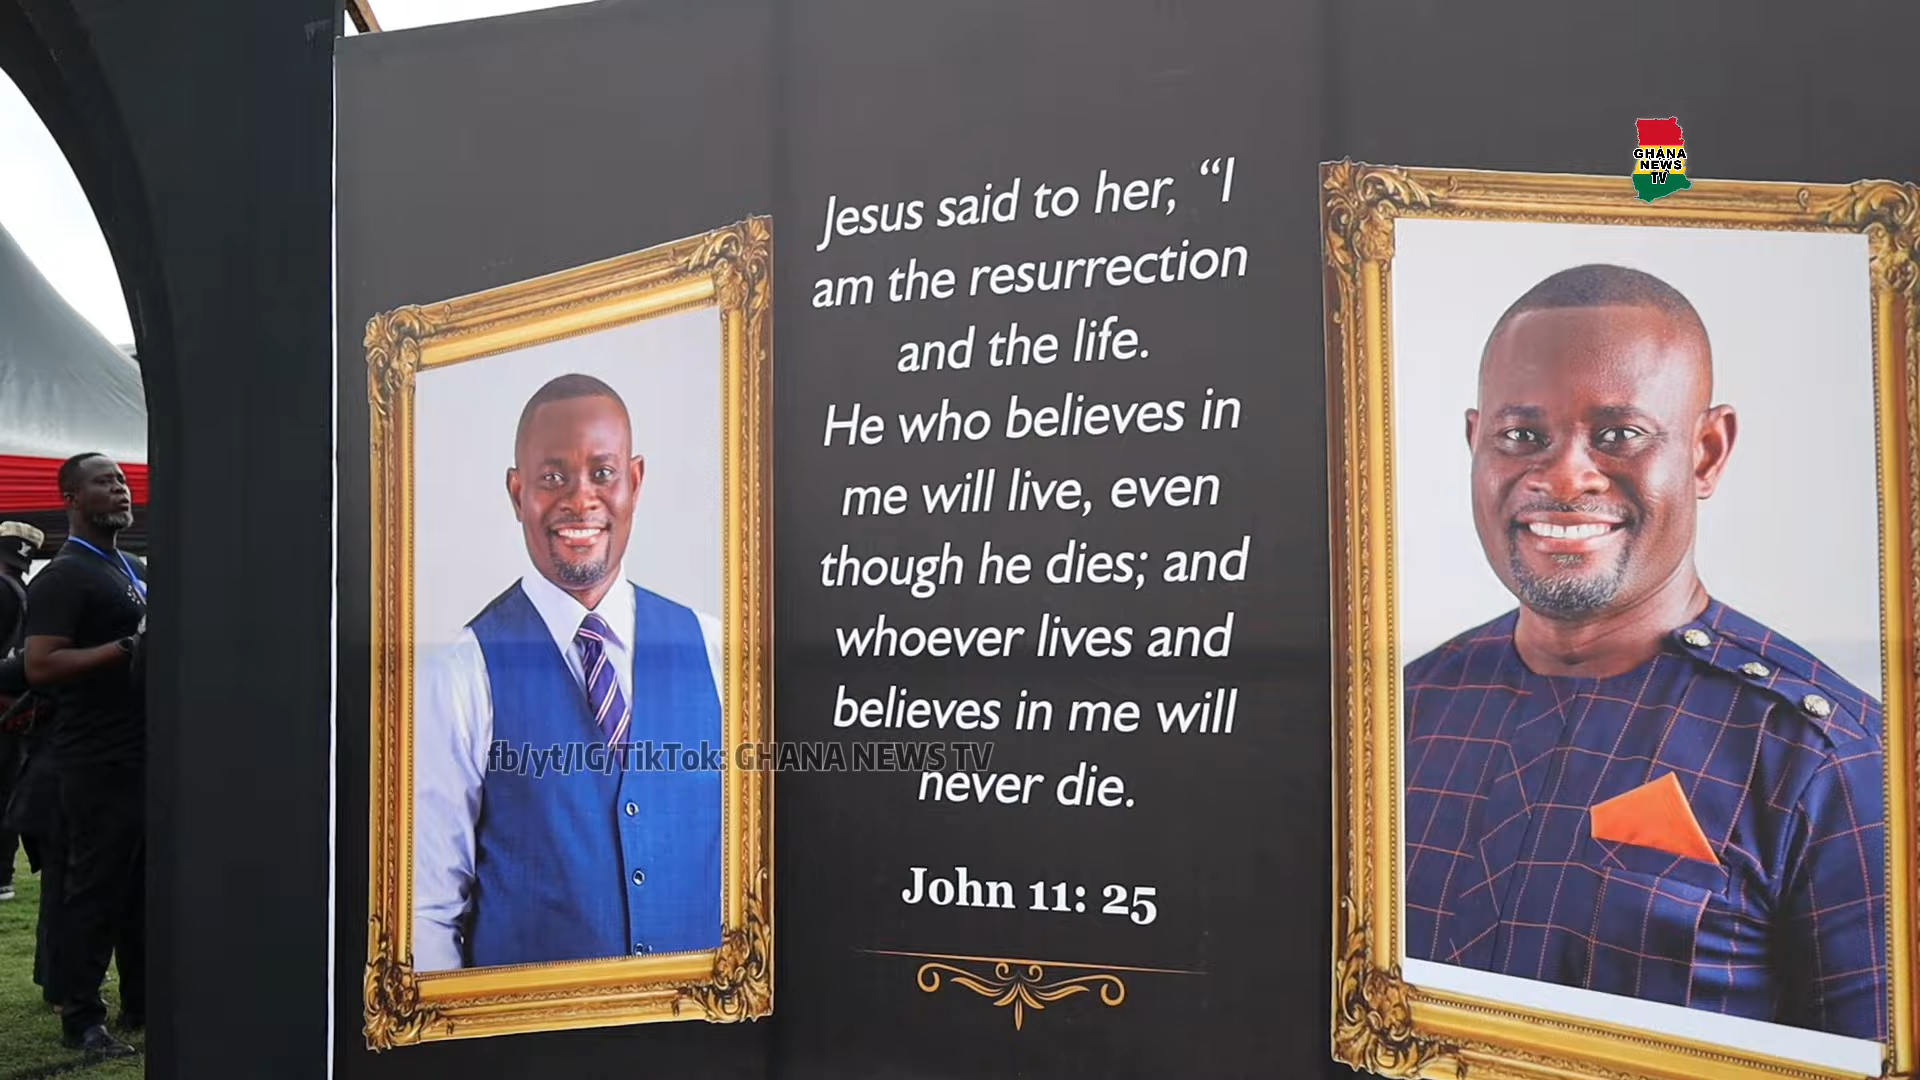 GHANA
NEWS
TV
Jesus said to her, “I
am the resurrection
and the life.
He who believes in
me will live, even
though he dies; and
whoever lives and
believes in me will
never die.
fb/yt/IG/TikTok: GHANA NEWS TV
John 11: 25